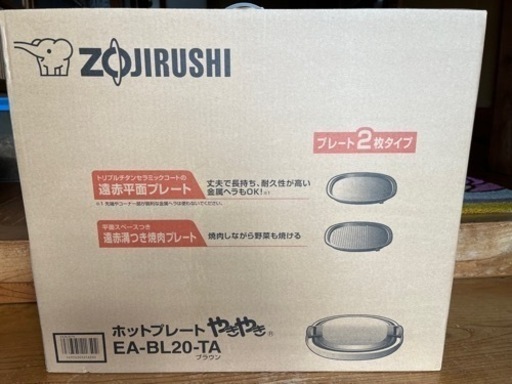 ZOJIRUSHI
プレート2枚タイプ
トリプルチタンセラミックコートの
遠赤平面プレート
丈夫で長持ち、耐久性が高い
金属ヘラもOK!※1
平面スペースつき
遠赤溝つき焼肉プレート
焼肉しながら野菜も焼ける
ホットプレート やきやき®
EA-BL20-TA
ブラウン